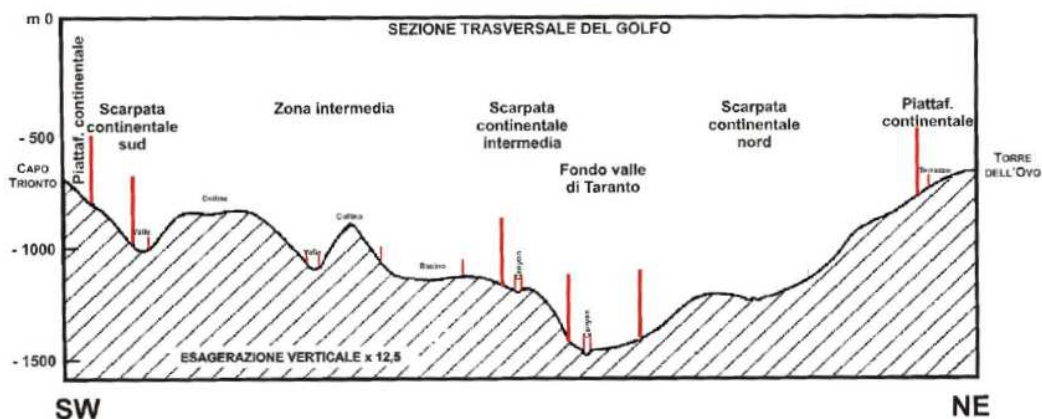 m 0
SEZIONE TRASVERSALE DEL GOLFO
Piattaf. continentale
Scarpata
continentale
sud
Zona intermedia
Scarpata
continentale
intermedia
Fondo valle
di Taranto
Scarpata
continentale
nord
Piattaf.
continentale
- 500
CAPO
TRIONTO
TORRE
DELL'OVO
Terrazzo
Collina
Valle
Collina
Valle
Bacino
Canyon
Canyon
- 1000
- 1500
ESAGERAZIONE VERTICALE x 12,5
SW
NE